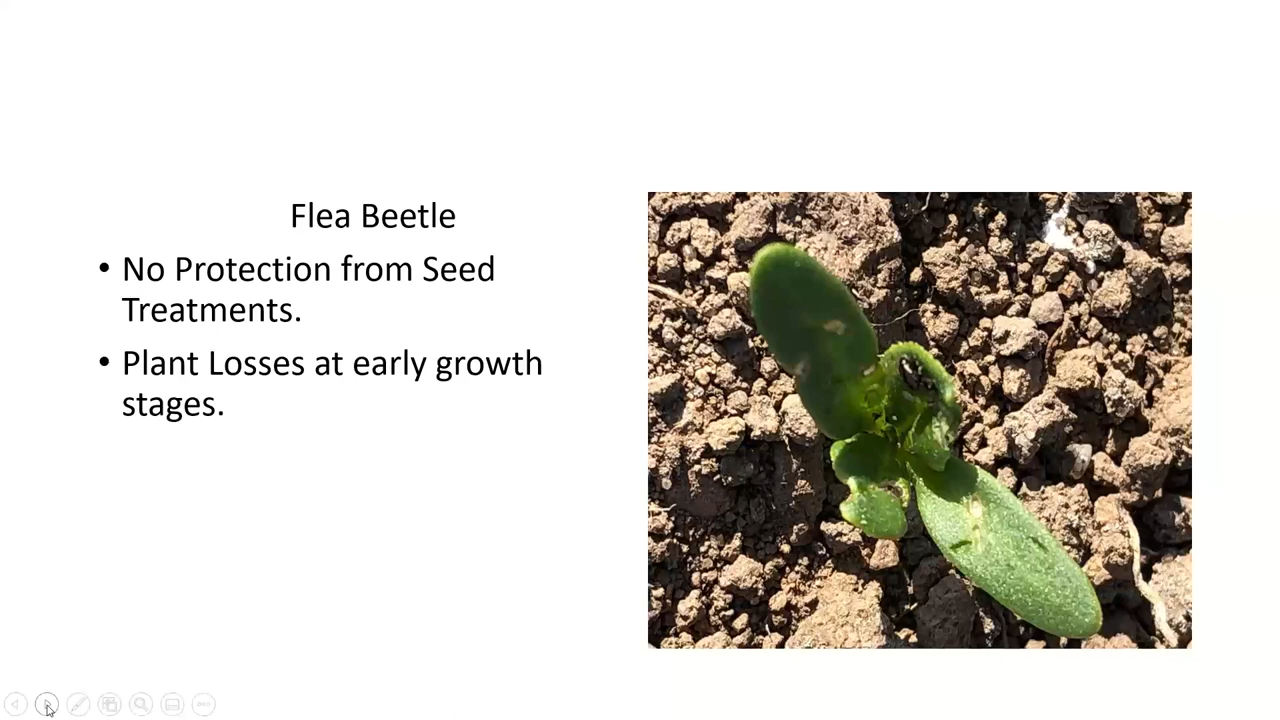 Flea Beetle
• No Protection from Seed
Treatments.
• Plant Losses at early growth
stages.